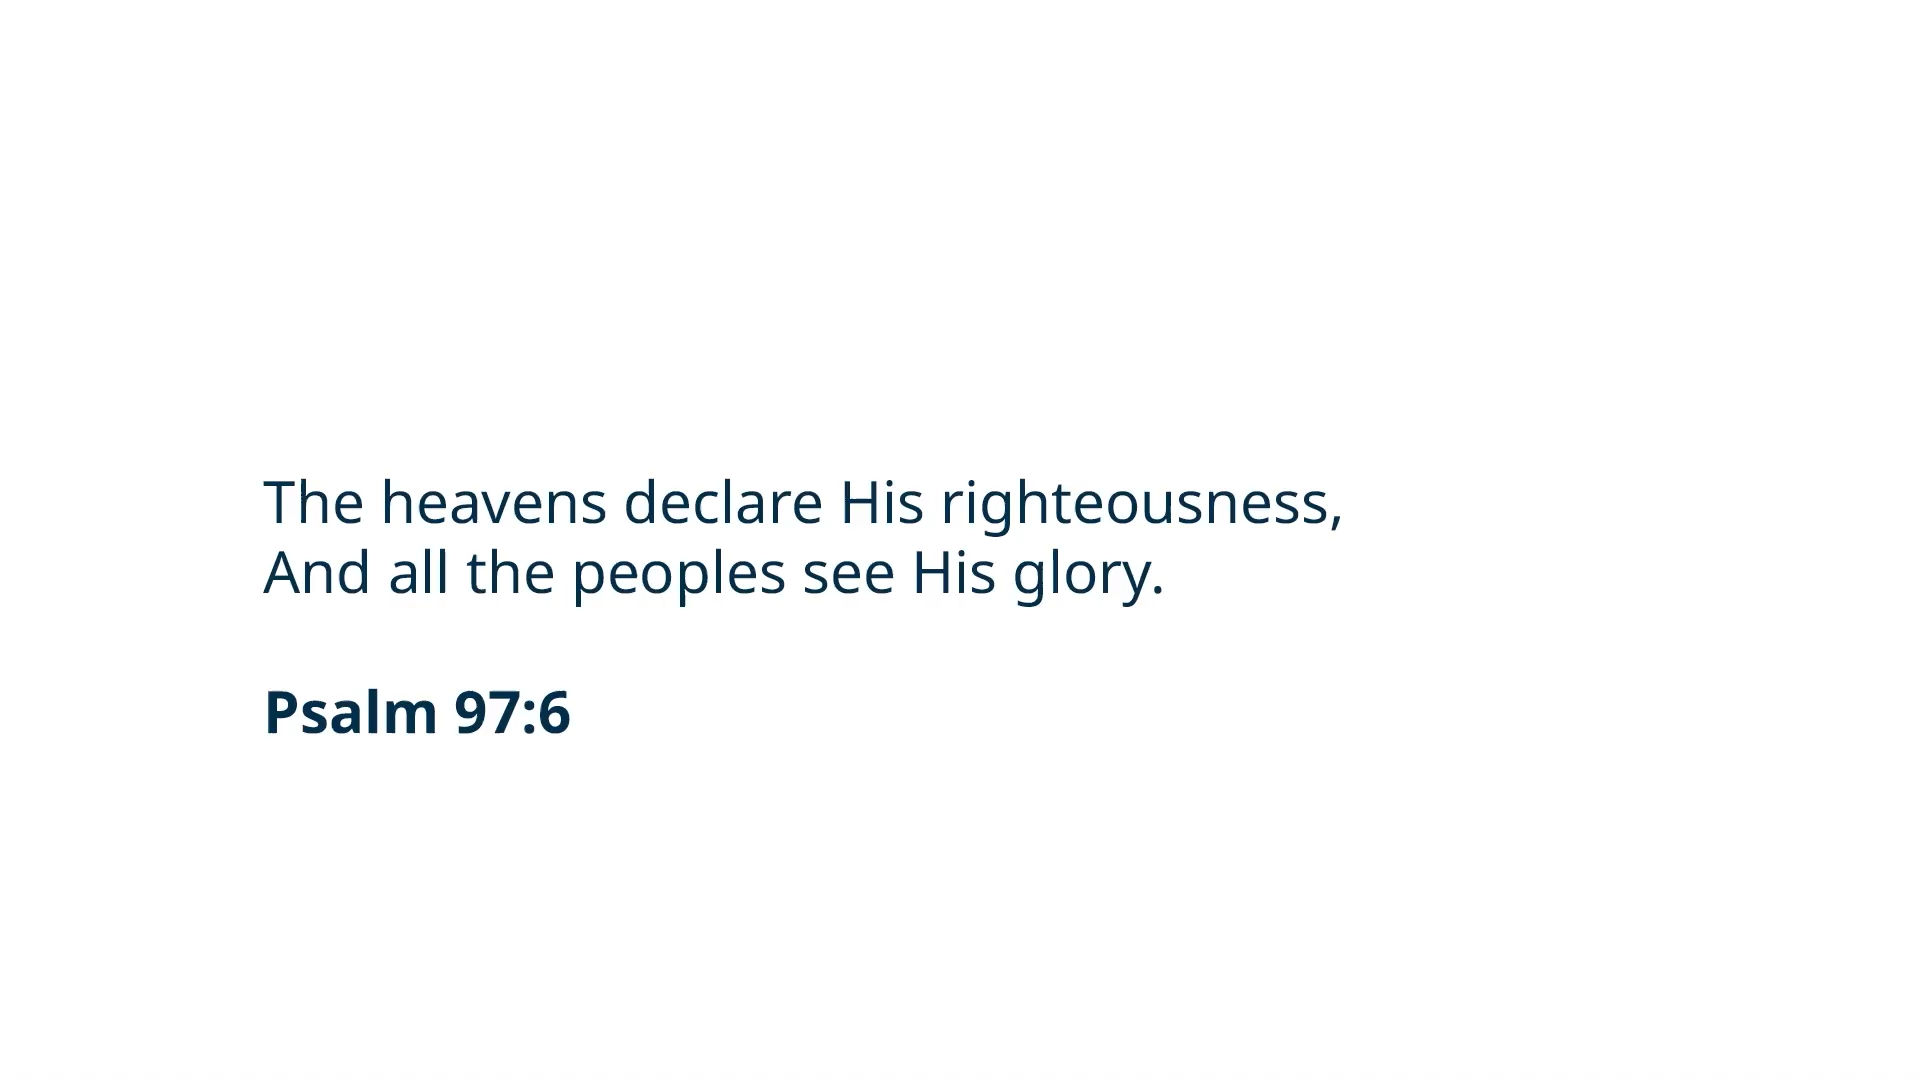 The heavens declare His righteousness,
And all the peoples see His glory.
Psalm 97:6